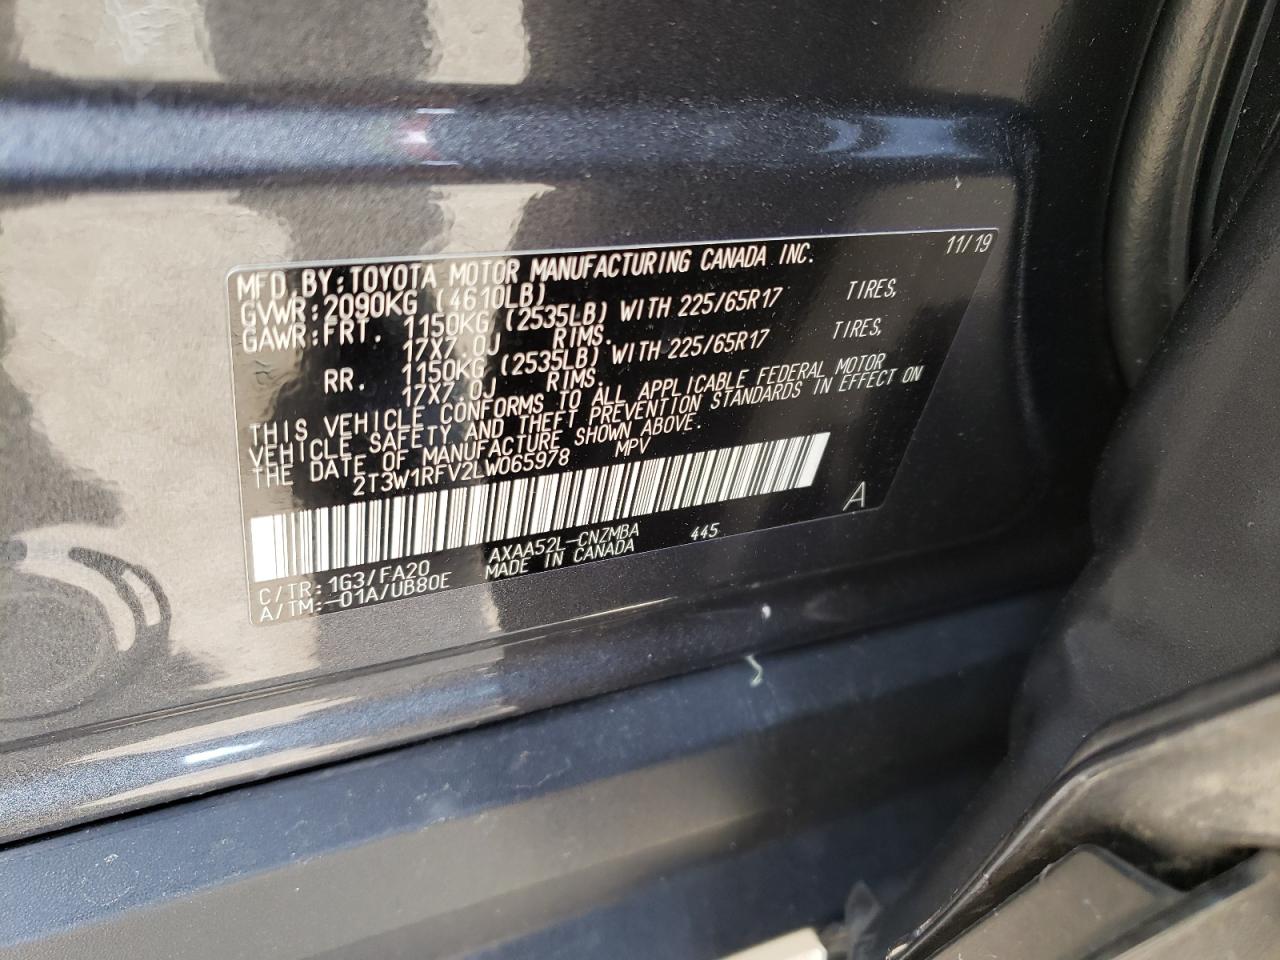 11/19
MFD. BY:TOYOTA MOTOR MANUFACTURING CANADA INC.
GVWR:2090KG (4610LB)
GAWR:FRT. 1150KG (2535LB) WITH 225/65R17 TIRES,
17X7.0J RIMS.
RR. 1150KG (2535LB) WITH 225/65R17 TIRES,
17X7.0J RIMS.
THIS VEHICLE CONFORMS TO ALL APPLICABLE FEDERAL MOTOR
VEHICLE SAFETY AND THEFT PREVENTION STANDARDS IN EFFECT ON
THE DATE OF MANUFACTURE SHOWN ABOVE.
2T3W1RFV2LW065978 MPV
A
C/TR:1G3/FA20 AXAA52L-CNZMBA 445
A/TM:-01A/UB80E MADE IN CANADA